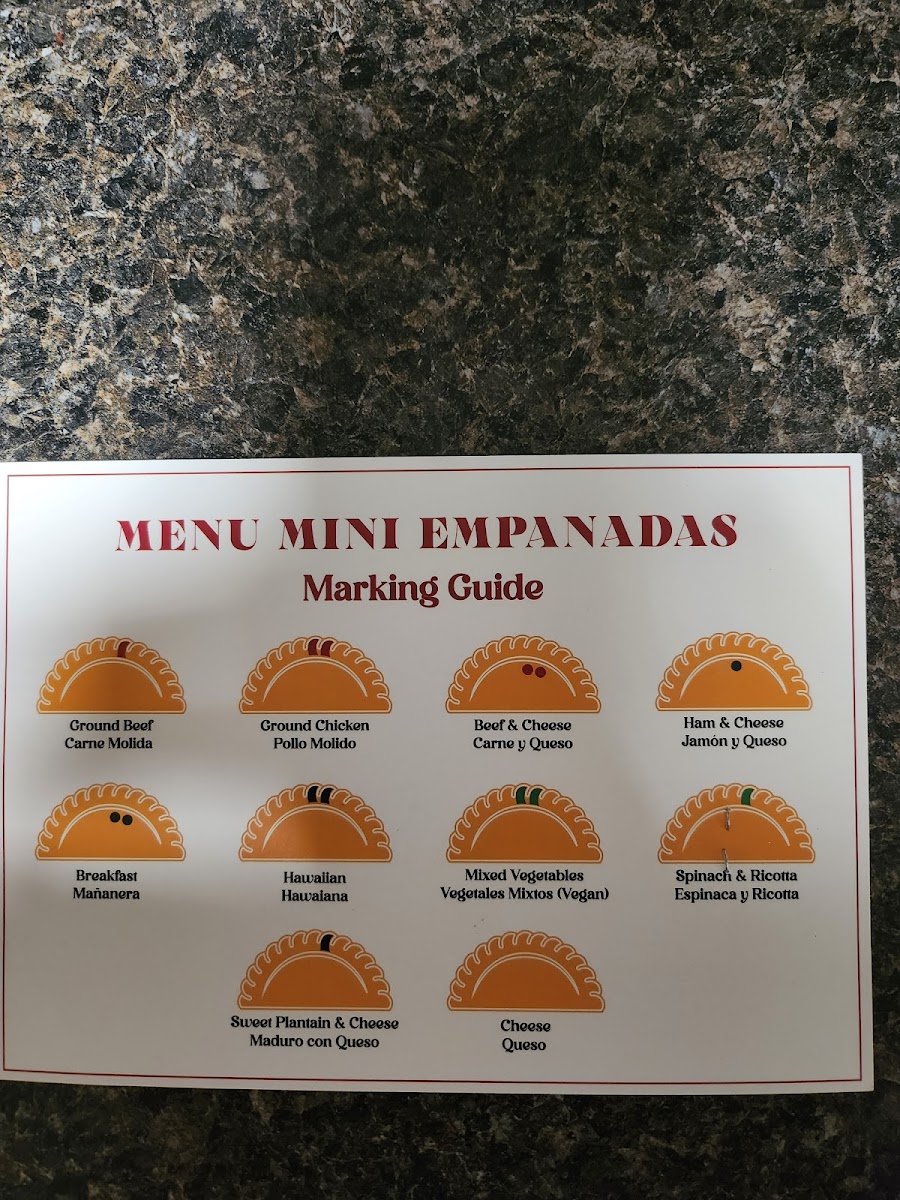 MENU MINI EMPANADAS
Marking Guide
Ground Beef
Carne Molida
Ground Chicken
Pollo Molido
Beef & Cheese
Carne y Queso
Ham & Cheese
Jamón y Queso
Breakfast
Mañanera
Hawaiian
Hawaiana
Mixed Vegetables
Vegetales Mixtos (Vegan)
Spinach & Ricotta
Espinaca y Ricotta
Sweet Plantain & Cheese
Maduro con Queso
Cheese
Queso